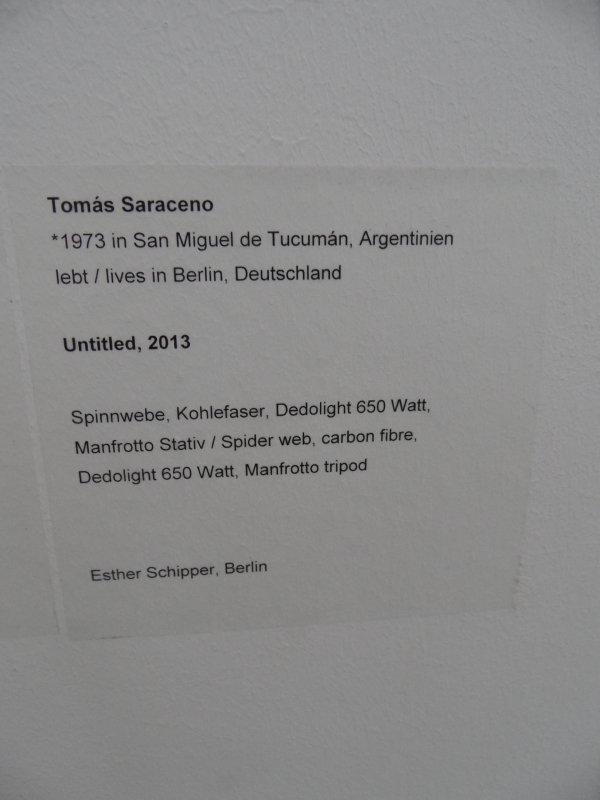 Tomás Saraceno
*1973 in San Miguel de Tucumán, Argentinien
lebt / lives in Berlin, Deutschland
Untitled, 2013
Spinnwebe, Kohlefaser, Dedolight 650 Watt,
Manfrotto Stativ / Spider web, carbon fibre,
Dedolight 650 Watt, Manfrotto tripod
Esther Schipper, Berlin